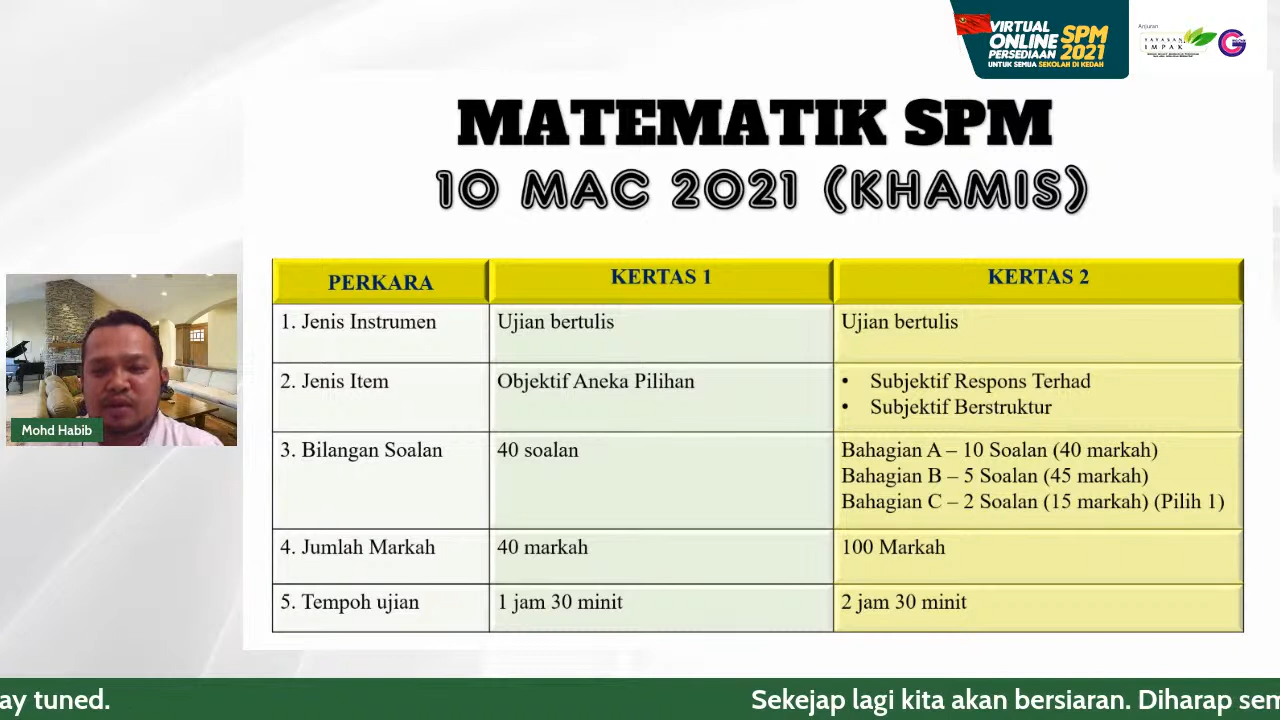 VIRTUAL
ONLINE
PERSEDIAAN
SPM
2021
UNTUK SEMUA SEKOLAH DI KEDAH
Anjuran
YAYASAN
IMPAK
G
MATEMATIK SPM
10 MAC 2021 (KHAMIS)
PERKARA KERTAS 1 KERTAS 2
1. Jenis Instrumen Ujian bertulis Ujian bertulis
2. Jenis Item Objektif Aneka Pilihan • Subjektif Respons Terhad
• Subjektif Berstruktur
3. Bilangan Soalan 40 soalan Bahagian A – 10 Soalan (40 markah)
Bahagian B – 5 Soalan (45 markah)
Bahagian C – 2 Soalan (15 markah) (Pilih 1)
4. Jumlah Markah 40 markah 100 Markah
5. Tempoh ujian 1 jam 30 minit 2 jam 30 minit
Mohd Habib
ay tuned. Sekejap lagi kita akan bersiaran. Diharap sem